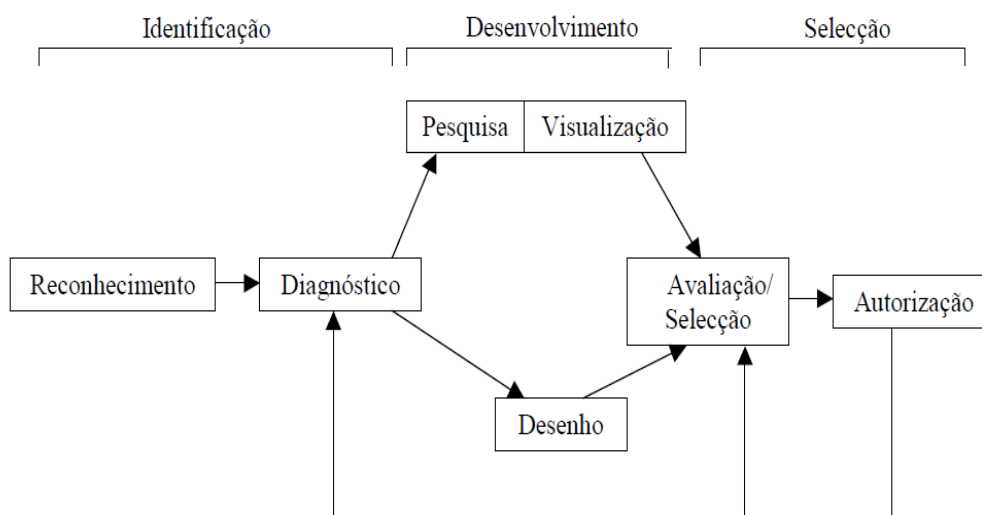 Identificação
Desenvolvimento
Selecção
Pesquisa
Visualização
Reconhecimento
Diagnóstico
Avaliação/
Selecção
Autorização
Desenho